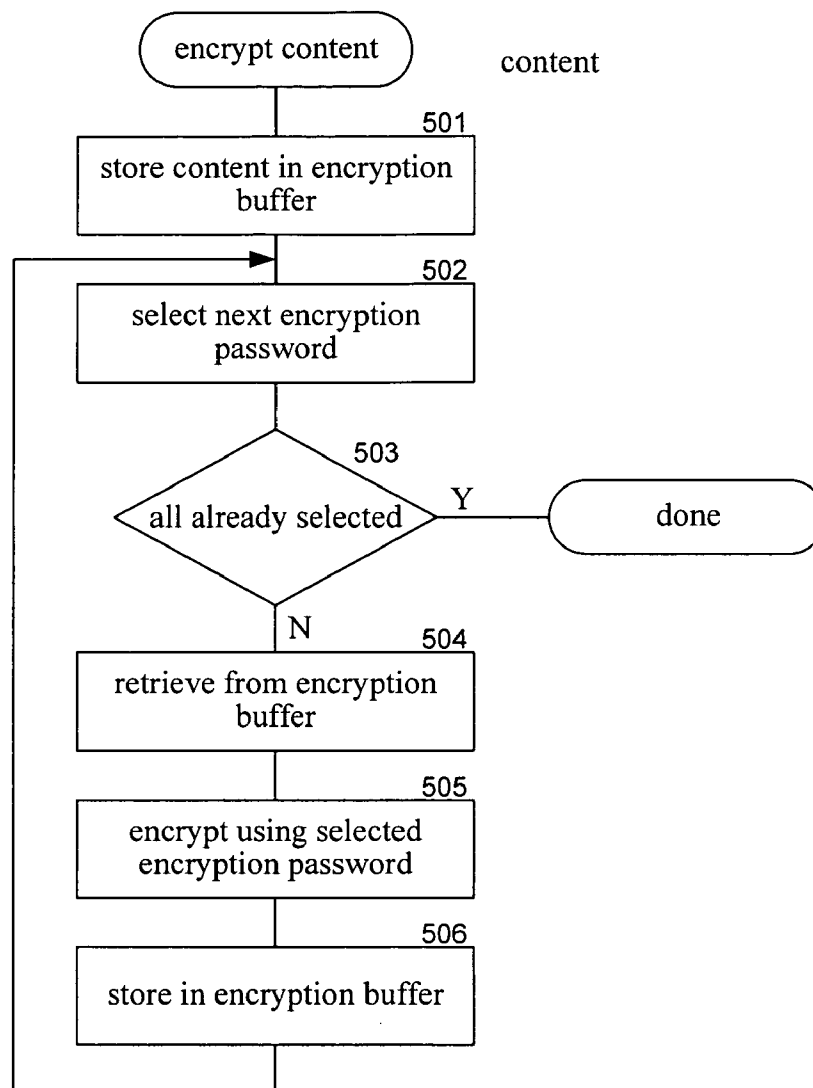 encrypt content
content
501
store content in encryption
buffer
502
select next encryption
password
503
all already selected
Y
done
N
504
retrieve from encryption
buffer
505
encrypt using selected
encryption password
506
store in encryption buffer